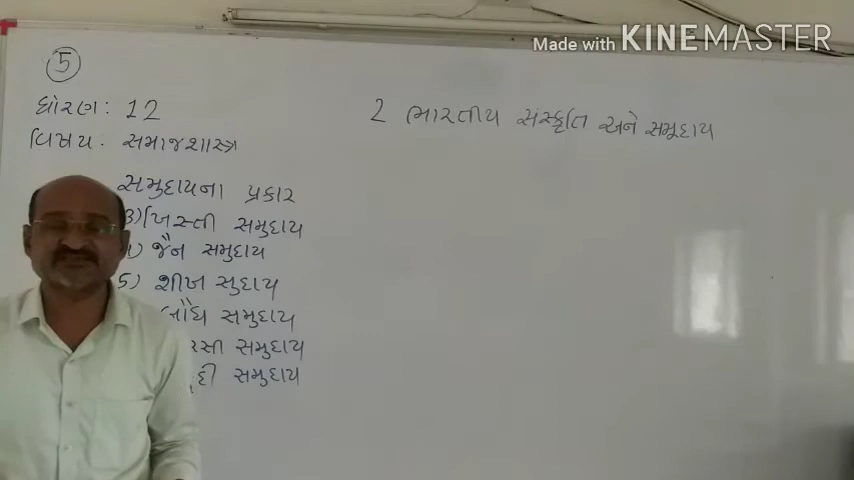 Made with KINEMASTER
5
ધોરણ: 12
2 ભારતીય સંસ્કૃતિ અને સમૂદાય
વિષય. સમાજશાસ્ત્ર
સમુદાયના પ્રકાર
3) ખ્રિસ્તી સમુદાય
જૈન સમુદાય
5) શીખ સુદાય
સમુદાય
સમુદાય
સમુદાય